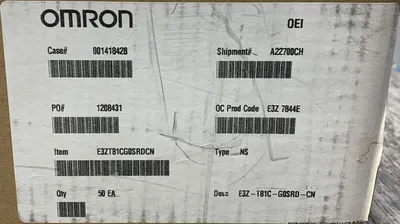 OMRON OEI
Case# 00141842B Shipment# A22700CH
PO# 1208431 OC Prod Code E3Z 7844E
Item E3ZT81CG0SRDCN Type NS
Qty 50 EA Desc E3Z-T81C-G0SRD-CN